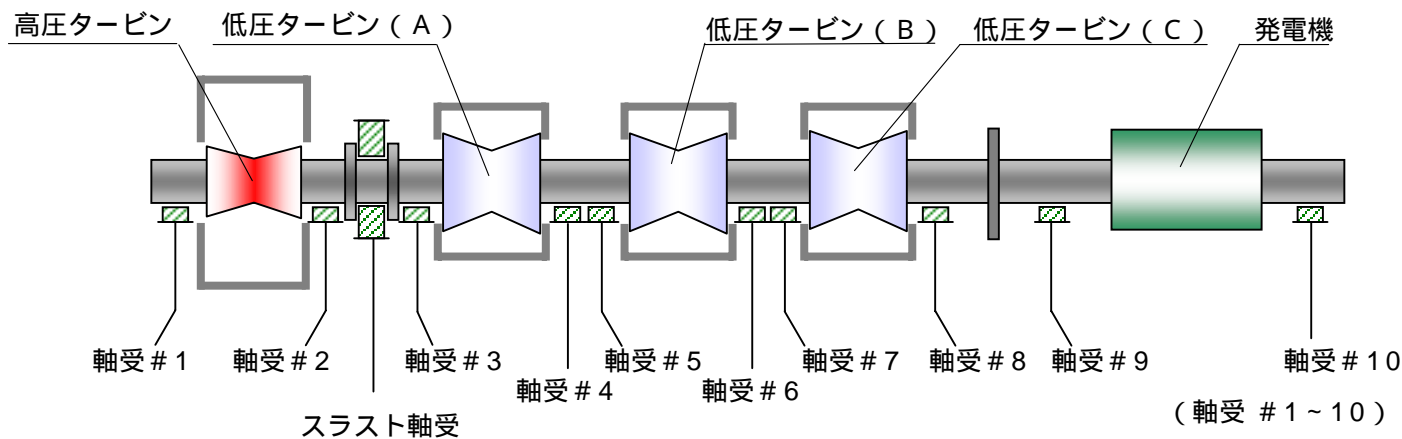 高圧タービン
低圧タービン(A)
低圧タービン(B)
低圧タービン(C)
発電機
軸受#1
軸受#2
軸受#3
軸受#4
軸受#5
軸受#6
軸受#7
軸受#8
軸受#9
軸受#10
スラスト軸受
(軸受 #1~10)